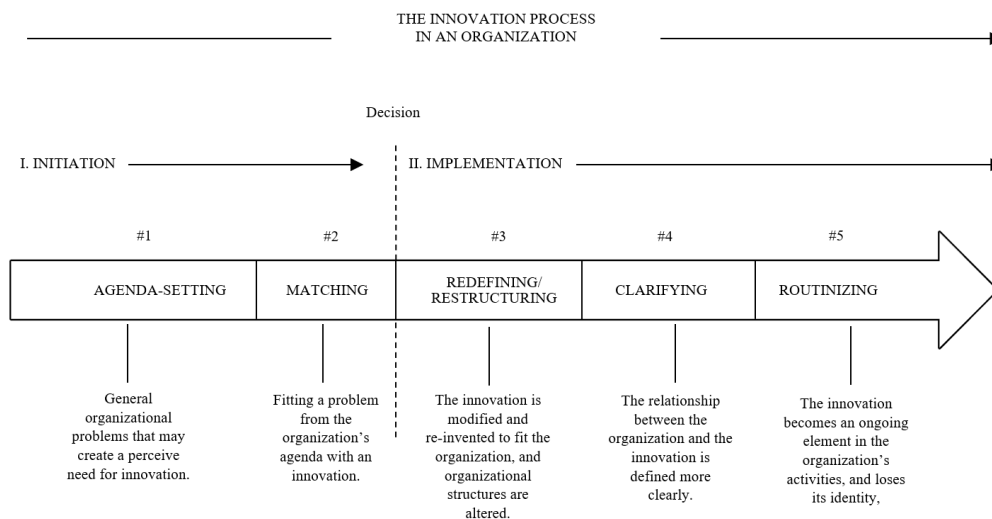 THE INNOVATION PROCESS
IN AN ORGANIZATION
Decision
I. INITIATION
II. IMPLEMENTATION
#1
#2
#3
#4
#5
AGENDA-SETTING
MATCHING
REDEFINING/
RESTRUCTURING
CLARIFYING
ROUTINIZING
General
organizational
problems that may
create a perceive
need for innovation.
Fitting a problem
from the
organization’s
agenda with an
innovation.
The innovation is
modified and
re-invented to fit the
organization, and
organizational
structures are
altered.
The relationship
between the
organization and the
innovation is
defined more
clearly.
The innovation
becomes an ongoing
element in the
organization’s
activities, and loses
its identity,